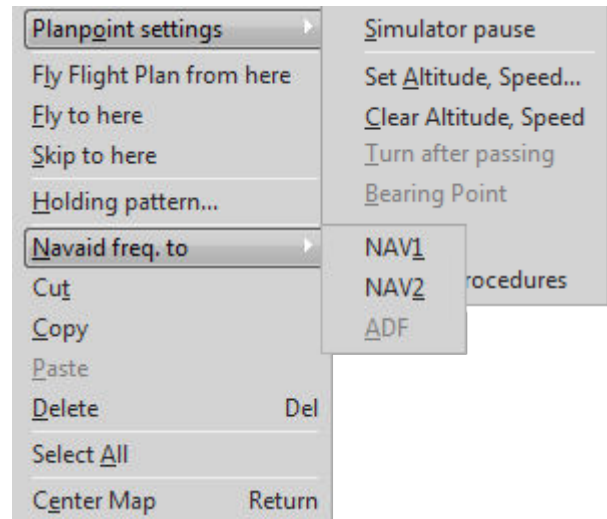 Planpoint settings
Fly Flight Plan from here
Fly to here
Skip to here
Holding pattern...
Navaid freq. to
Cut
Copy
Paste
Delete Del
Select All
Center Map Return
Simulator pause
Set Altitude, Speed...
Clear Altitude, Speed
Turn after passing
Bearing Point
NAV1
NAV2
ADF
rocedures